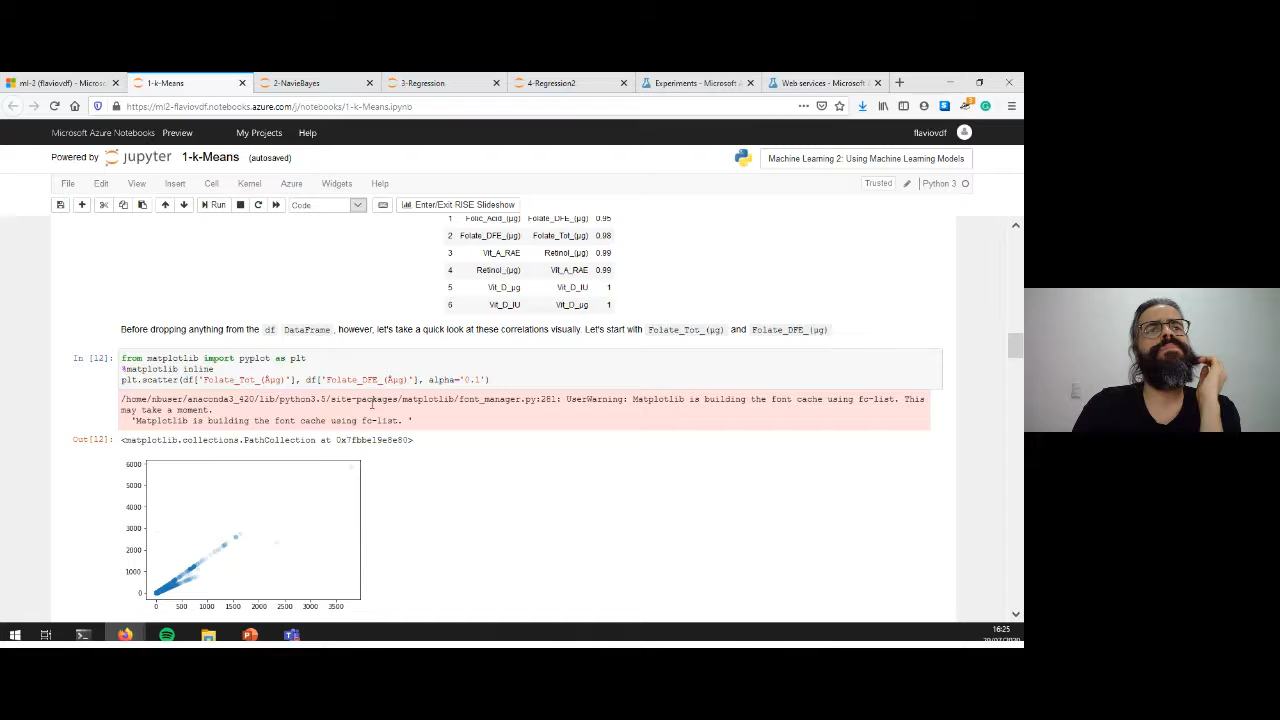 ml-2 (flaviovdf) - Microso
1-k-Means
2-NavieBayes
3-Regression
4-Regression2
Experiments - Microsoft A
Web services - Microsoft
https://ml2-flaviovdf.notebooks.azure.com/notebooks/1-k-Means.ipynb
Microsoft Azure Notebooks Preview My Projects Help flaviovdf
Powered by jupyter 1-k-Means (autosaved)
Machine Learning 2: Using Machine Learning Models
File Edit View Insert Cell Kernel Azure Widgets Help
Trusted Python 3
Run Code Enter/Exit RISE Slideshow
1 Folic_Acid_(µg) Folate_DFE_(µg) 0.95
2 Folate_DFE_(µg) Folate_Tot_(µg) 0.98
3 Vit_A_RAE Retinol_(µg) 0.99
4 Retinol_(µg) Vit_A_RAE 0.99
5 Vit_D_µg Vit_D_IU 1
6 Vit_D_IU Vit_D_µg 1
Before dropping anything from the df DataFrame, however, let's take a quick look at these correlations visually. Let's start with Folate_Tot_(µg) and Folate_DFE_(µg)
In [12]: from matplotlib import pyplot as plt
%matplotlib inline
plt.scatter(df['Folate_Tot_(Âµg)'], df['Folate_DFE_(Âµg)'], alpha='0.1')
/home/nbuser/anaconda3_420/lib/python3.5/site-packages/matplotlib/font_manager.py:281: UserWarning: Matplotlib is building the font cache using fc-list. This
may take a moment.
'Matplotlib is building the font cache using fc-list. '
Out[12]: <matplotlib.collections.PathCollection at 0x7fbbe19e8e80>
6000
5000
4000
3000
2000
1000
0
0 500 1000 1500 2000 2500 3000 3500
16:25